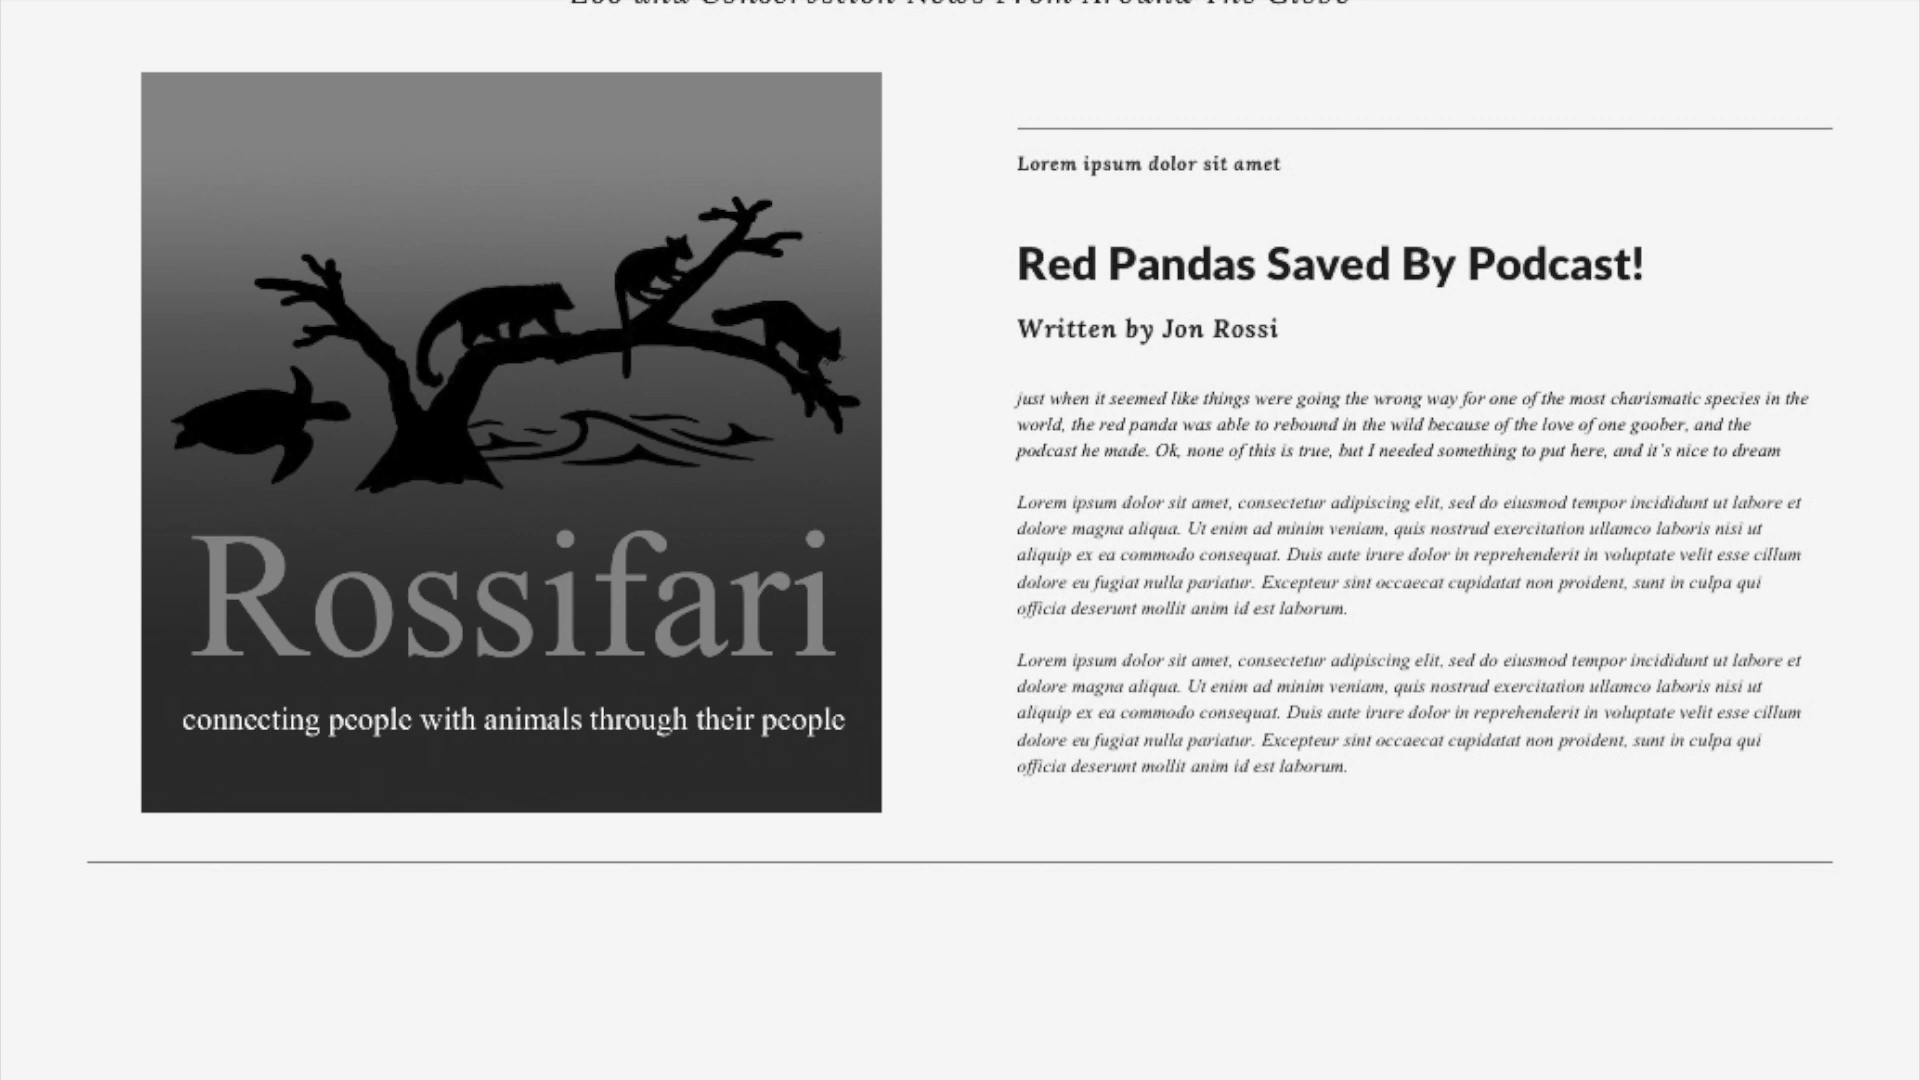 Zoo and Conservation News From Around The Globe
Lorem ipsum dolor sit amet
Red Pandas Saved By Podcast!
Written by Jon Rossi
just when it seemed like things were going the wrong way for one of the most charismatic species in the
world, the red panda was able to rebound in the wild because of the love of one goober, and the
podcast he made. Ok, none of this is true, but I needed something to put here, and it's nice to dream
Lorem ipsum dolor sit amet, consectetur adipiscing elit, sed do eiusmod tempor incididunt ut labore et
dolore magna aliqua. Ut enim ad minim veniam, quis nostrud exercitation ullamco laboris nisi ut
aliquip ex ea commodo consequat. Duis aute irure dolor in reprehenderit in voluptate velit esse cillum
dolore eu fugiat nulla pariatur. Excepteur sint occaecat cupidatat non proident, sunt in culpa qui
officia deserunt mollit anim id est laborum.
Lorem ipsum dolor sit amet, consectetur adipiscing elit, sed do eiusmod tempor incididunt ut labore et
dolore magna aliqua. Ut enim ad minim veniam, quis nostrud exercitation ullamco laboris nisi ut
aliquip ex ea commodo consequat. Duis aute irure dolor in reprehenderit in voluptate velit esse cillum
dolore eu fugiat nulla pariatur. Excepteur sint occaecat cupidatat non proident, sunt in culpa qui
officia deserunt mollit anim id est laborum.
Rossifari
connecting people with animals through their people